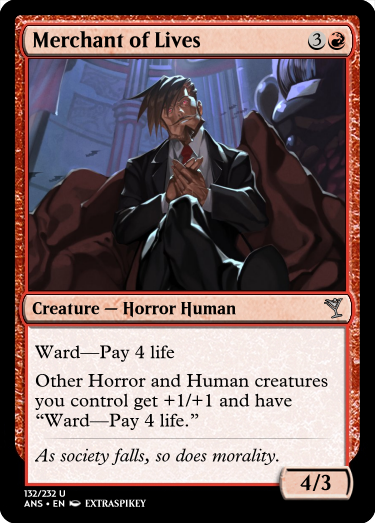 Merchant of Lives 3
Creature — Horror Human
Ward—Pay 4 life
Other Horror and Human creatures
you control get +1/+1 and have
“Ward—Pay 4 life.”
As society falls, so does morality.
4/3
132/232 U
ANS • EN EXTRASPIKEY